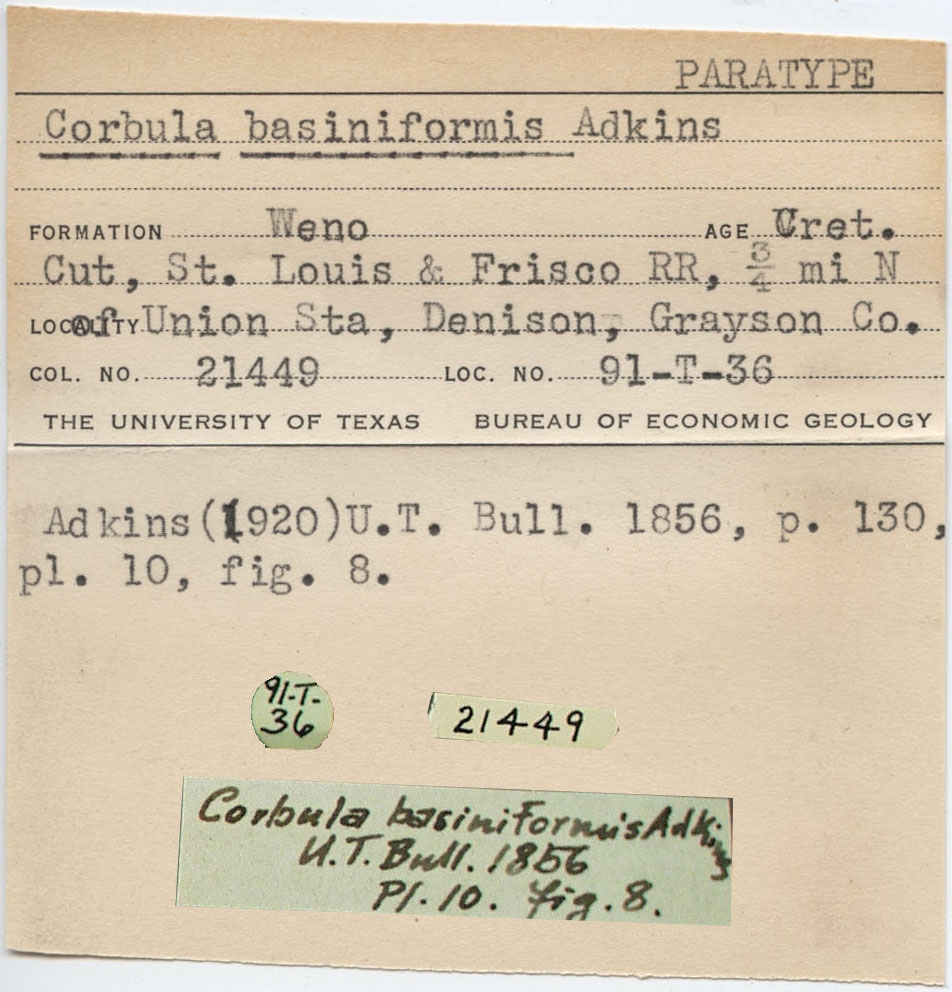 PARATYPE
Corbula basiniformis Adkins
FORMATION Weno AGE Cret.
Cut, St. Louis & Frisco RR, 3/4 mi N
LOCALITY of Union Sta, Denison, Grayson Co.
COL. NO. 21449 LOC. NO. 91-T-36
THE UNIVERSITY OF TEXAS BUREAU OF ECONOMIC GEOLOGY
Adkins(1920)U.T. Bull. 1856, p. 130,
pl. 10, fig. 8.
91-T-
36
21449
Corbula basiniformis Adkins
U.T. Bull. 1856
Pl. 10. fig. 8.